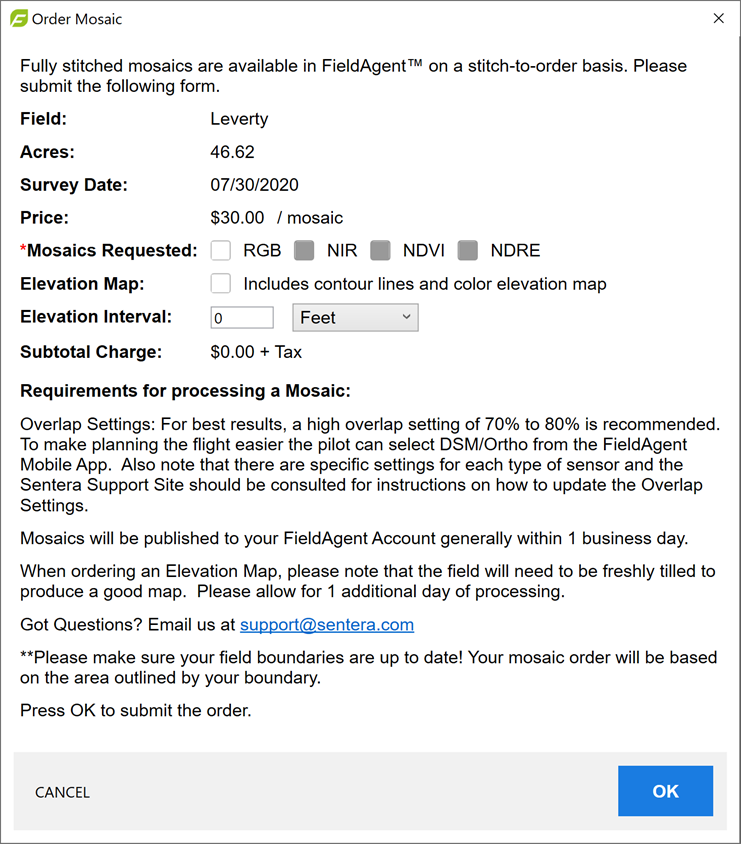 Order Mosaic
Fully stitched mosaics are available in FieldAgent™ on a stitch-to-order basis. Please
submit the following form.
Field: Leverty
Acres: 46.62
Survey Date: 07/30/2020
Price: $30.00 / mosaic
*Mosaics Requested: RGB NIR NDVI NDRE
Elevation Map: Includes contour lines and color elevation map
Elevation Interval: 0 Feet
Subtotal Charge: $0.00 + Tax
Requirements for processing a Mosaic:
Overlap Settings: For best results, a high overlap setting of 70% to 80% is recommended.
To make planning the flight easier the pilot can select DSM/Ortho from the FieldAgent
Mobile App.  Also note that there are specific settings for each type of sensor and the
Sentera Support Site should be consulted for instructions on how to update the Overlap
Settings.
Mosaics will be published to your FieldAgent Account generally within 1 business day.
When ordering an Elevation Map, please note that the field will need to be freshly tilled to
produce a good map.  Please allow for 1 additional day of processing.
Got Questions? Email us at support@sentera.com
**Please make sure your field boundaries are up to date! Your mosaic order will be based
on the area outlined by your boundary.
Press OK to submit the order.
CANCEL OK